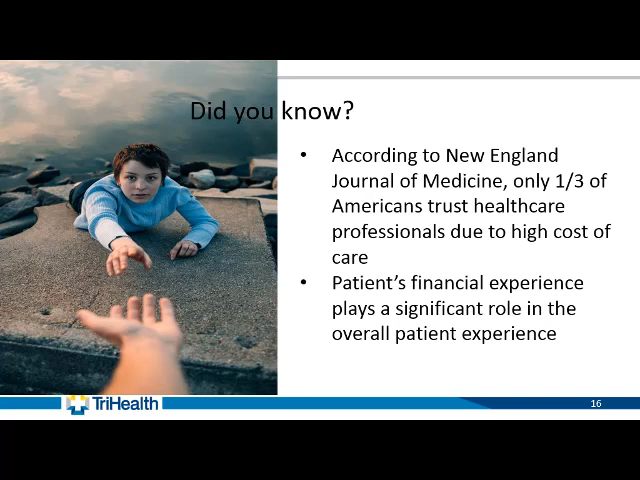 Did you know?
• According to New England
Journal of Medicine, only 1/3 of
Americans trust healthcare
professionals due to high cost of
care
• Patient's financial experience
plays a significant role in the
overall patient experience
TriHealth
16